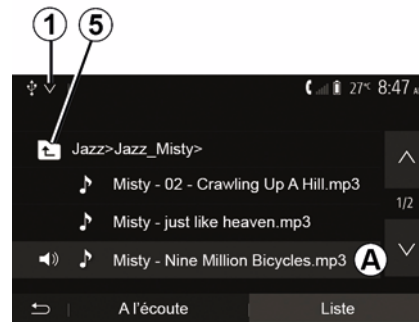 1 5
27°C 8:47
Jazz>Jazz_Misty>
Misty - 02 - Crawling Up A Hill.mp3
1/2
Misty - just like heaven.mp3
Misty - Nine Million Bicycles.mp3 A
A l'écoute Liste